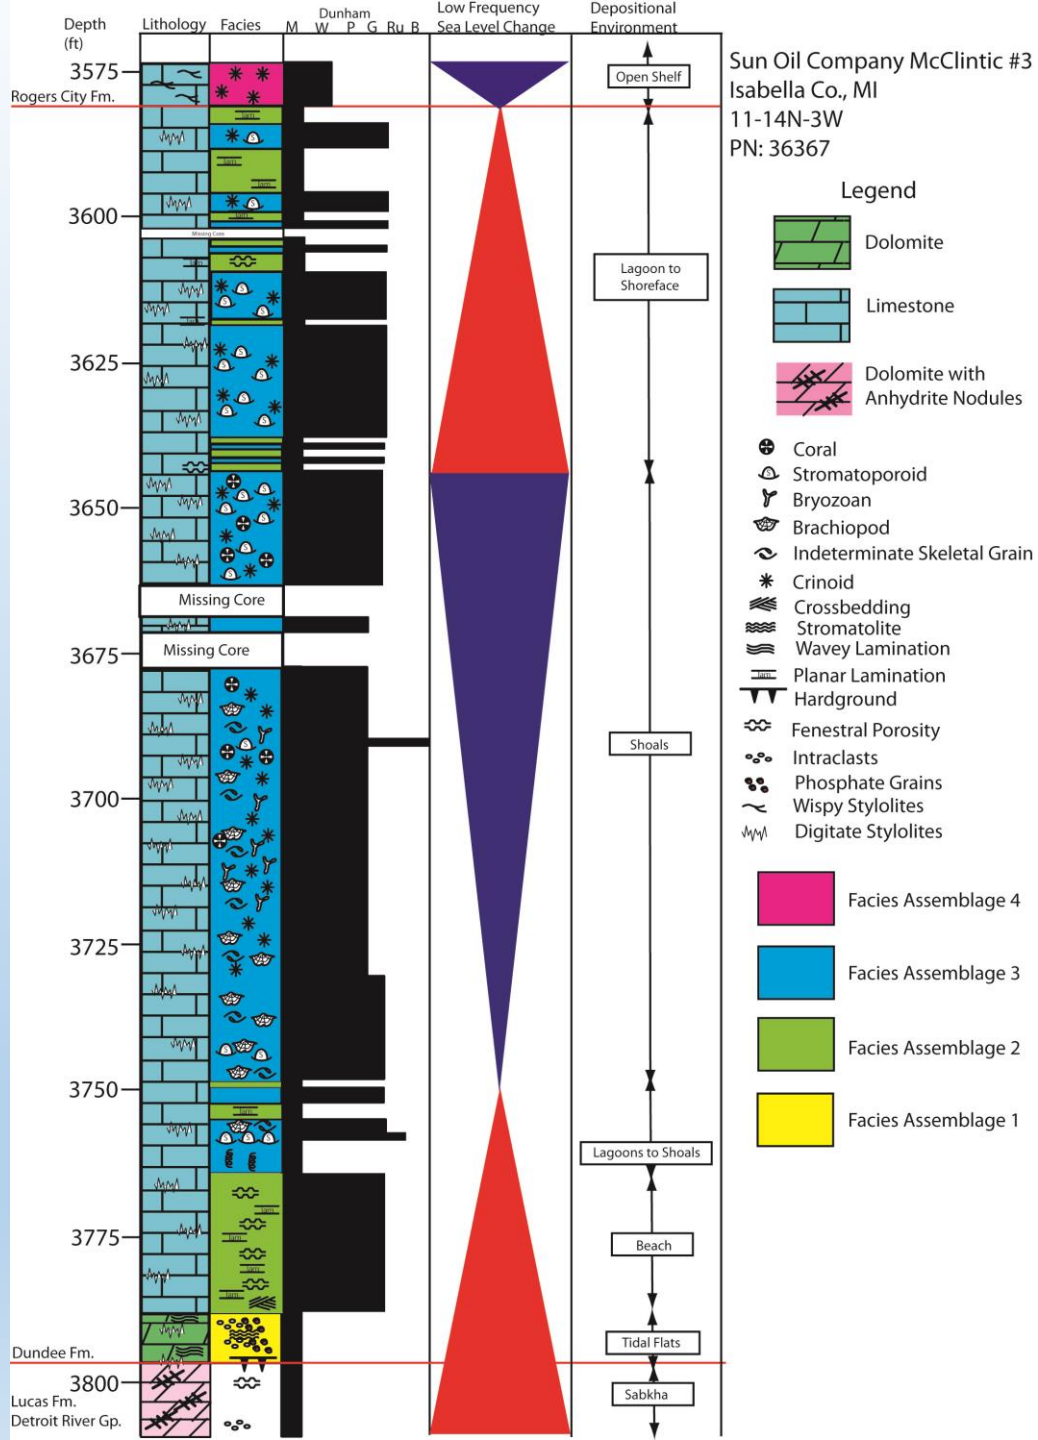 Depth
(ft)
Lithology
Facies
Dunham
M W P G Ru B
Low Frequency
Sea Level Change
Depositional
Environment
3575
Rogers City Fm.
3600
3625
3650
3675
3700
3725
3750
3775
Dundee Fm.
3800
Lucas Fm.
Detroit River Gp.
Missing Core
Missing Core
Missing Core
Open Shelf
Lagoon to
Shoreface
Shoals
Lagoons to Shoals
Beach
Tidal Flats
Sabkha
Sun Oil Company McClintic #3
Isabella Co., MI
11-14N-3W
PN: 36367
Legend
Dolomite
Limestone
Dolomite with
Anhydrite Nodules
Coral
S Stromatoporoid
Bryozoan
Brachiopod
Indeterminate Skeletal Grain
Crinoid
Crossbedding
Stromatolite
Wavey Lamination
lam Planar Lamination
Hardground
Fenestral Porosity
Intraclasts
Phosphate Grains
Wispy Stylolites
Digitate Stylolites
Facies Assemblage 4
Facies Assemblage 3
Facies Assemblage 2
Facies Assemblage 1